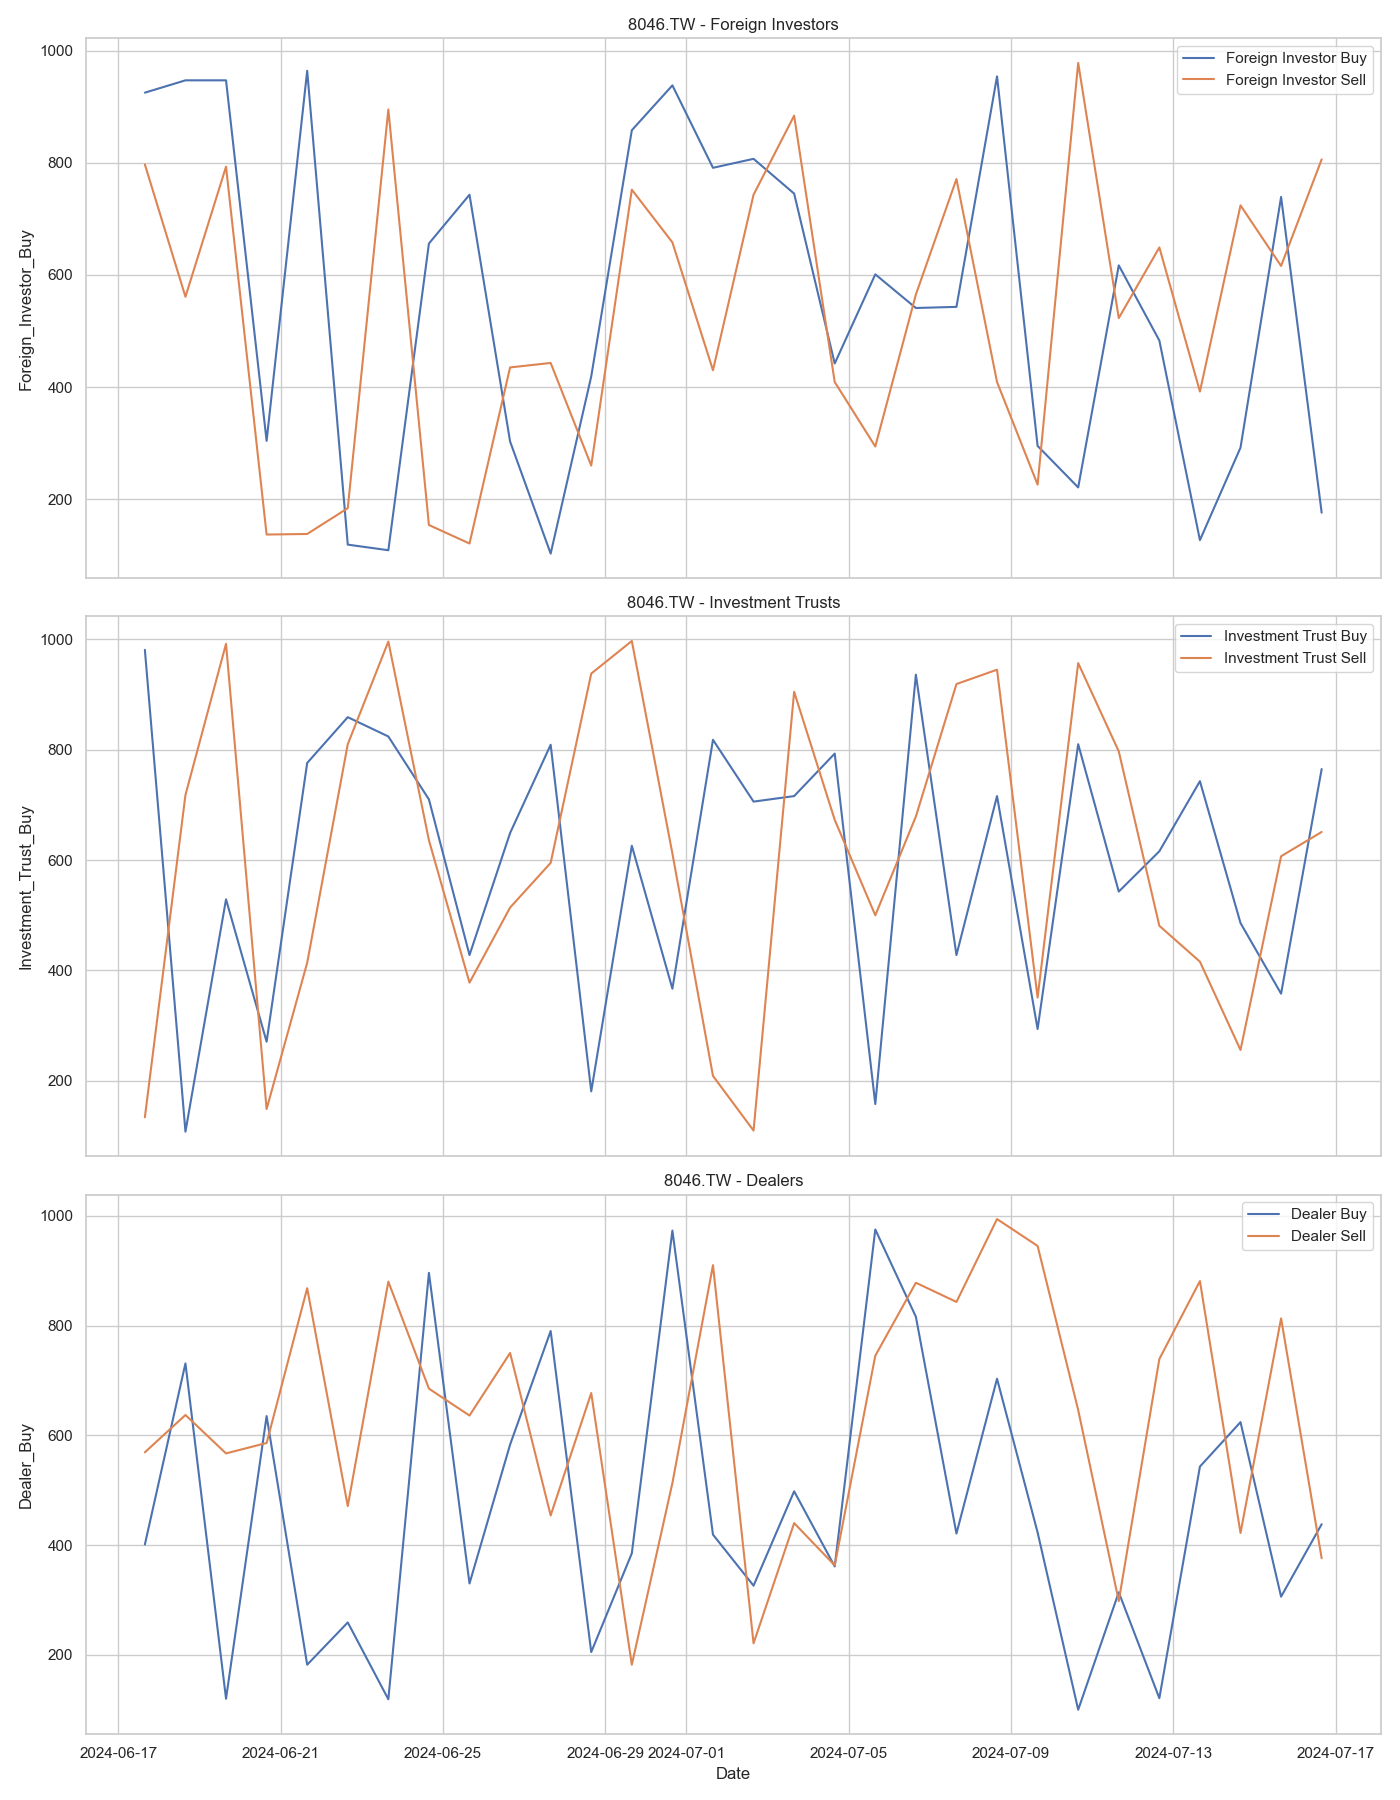 8046.TW - Foreign Investors
Foreign_Investor_Buy
1000
800
600
400
200
Foreign Investor Buy
Foreign Investor Sell
8046.TW - Investment Trusts
Investment_Trust_Buy
1000
800
600
400
200
Investment Trust Buy
Investment Trust Sell
8046.TW - Dealers
Dealer_Buy
1000
800
600
400
200
Dealer Buy
Dealer Sell
2024-06-17 2024-06-21 2024-06-25 2024-06-29 2024-07-01 2024-07-05 2024-07-09 2024-07-13 2024-07-17
Date